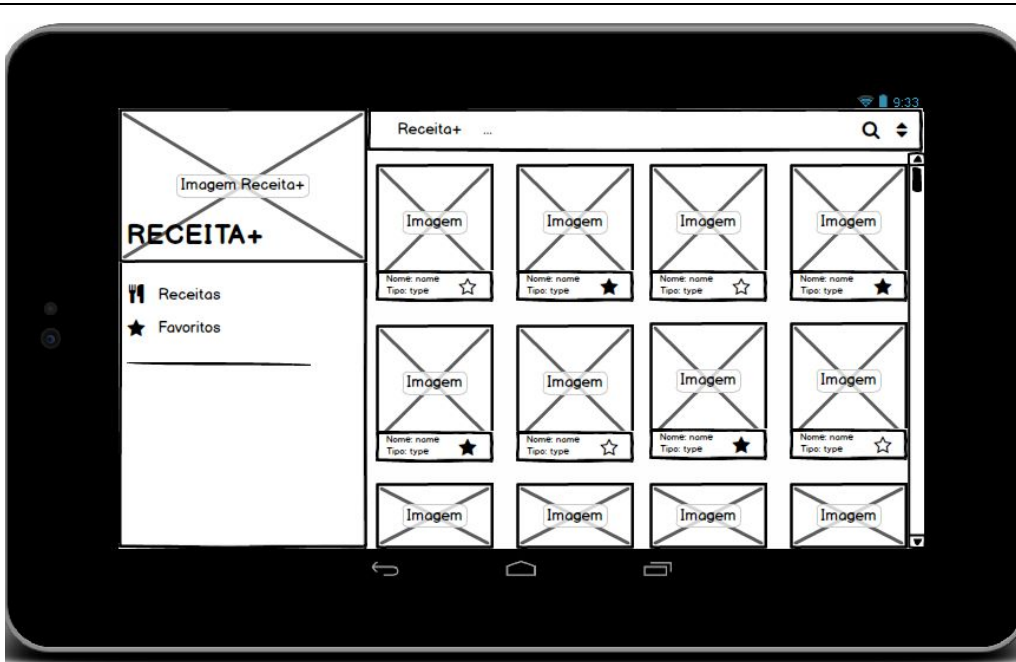 9:33
Imagem Receita+
RECEITA+
Receitas
Favoritos
Receita+ ...
Imagem
Nome: name
Tipo: type
Imagem
Nome: name
Tipo: type
Imagem
Nome: name
Tipo: type
Imagem
Nome: name
Tipo: type
Imagem
Nome: name
Tipo: type
Imagem
Nome: name
Tipo: type
Imagem
Nome: name
Tipo: type
Imagem
Nome: name
Tipo: type
Imagem
Imagem
Imagem
Imagem